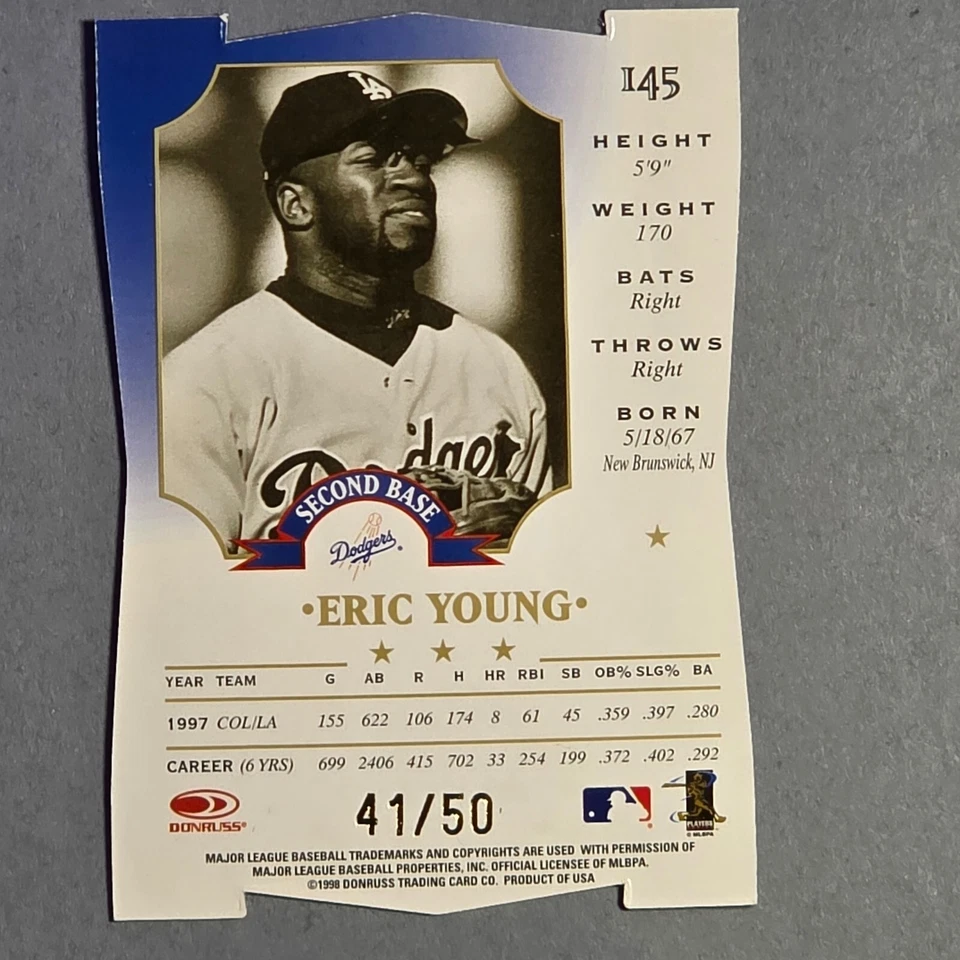 LA
145
HEIGHT
5'9"
WEIGHT
170
BATS
Right
THROWS
Right
BORN
5/18/67
New Brunswick, NJ
Dodgers
SECOND BASE
Dodgers
•ERIC YOUNG•
YEAR TEAM G AB R H HR RBI SB OB% SLG% BA
1997 COL/LA 155 622 106 174 8 61 45 .359 .397 .280
CAREER (6 YRS) 699 2406 415 702 33 254 199 .372 .402 .292
DONRUSS®
41/50
PLAYERS
© MLBPA
MAJOR LEAGUE BASEBALL TRADEMARKS AND COPYRIGHTS ARE USED WITH PERMISSION OF
MAJOR LEAGUE BASEBALL PROPERTIES, INC. OFFICIAL LICENSEE OF MLBPA.
©1998 DONRUSS TRADING CARD CO. PRODUCT OF USA